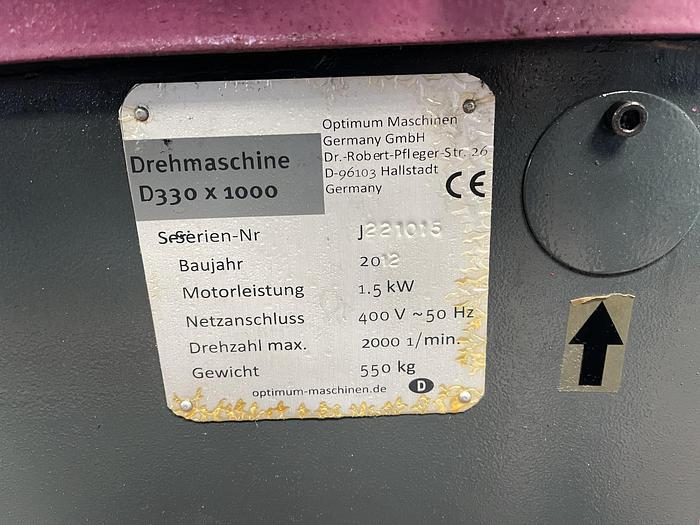 Drehmaschine
D330 x 1000
Optimum Maschinen
Germany GmbH
Dr.-Robert-Pfleger-Str. 26
D-96103 Hallstadt
Germany
CE
Serien-Nr J221015
Baujahr 2012
Motorleistung 1.5 kW
Netzanschluss 400 V ~50 Hz
Drehzahl max. 2000 1/min.
Gewicht 550 kg
optimum-maschinen.de D